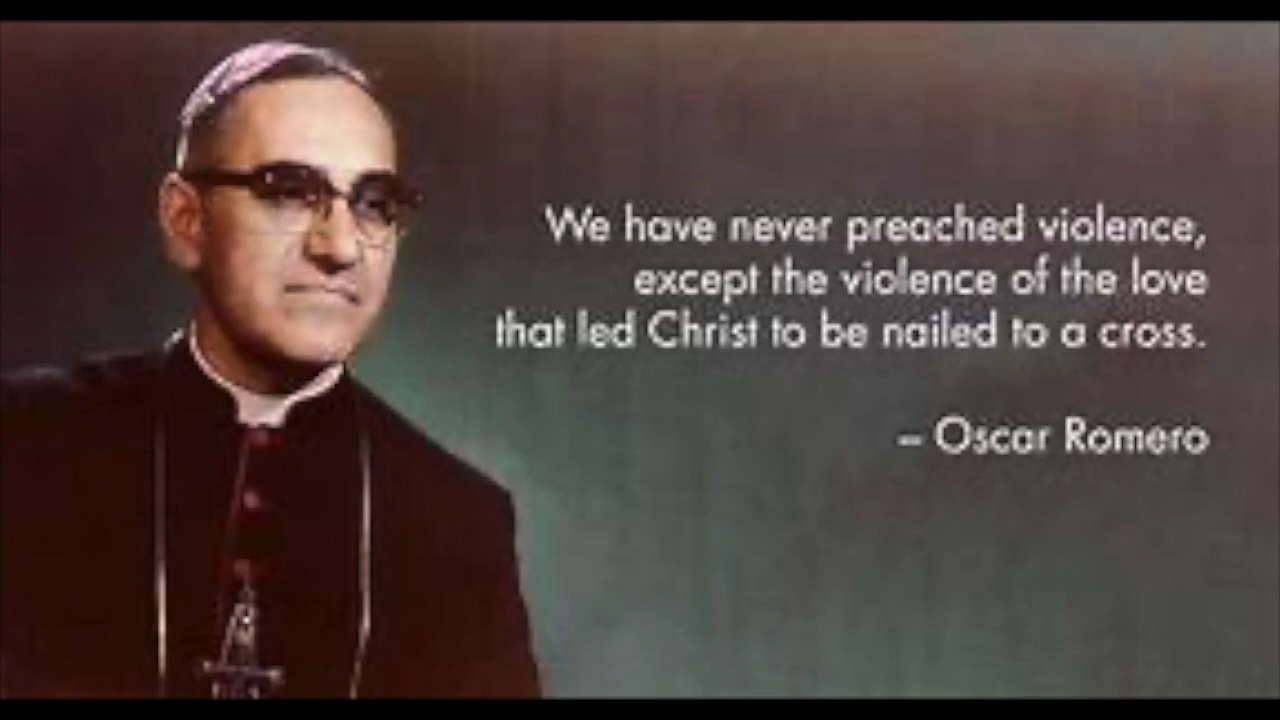 We have never preached violence,
except the violence of the love
that led Christ to be nailed to a cross.
– Oscar Romero